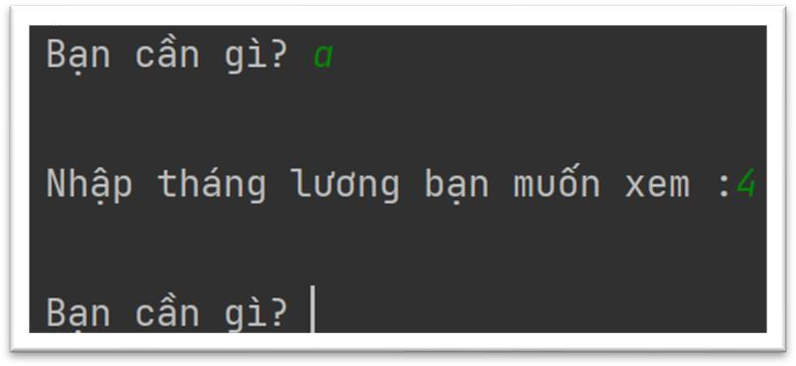 Bạn cần gì? a
Nhập tháng lương bạn muốn xem :4
Bạn cần gì?